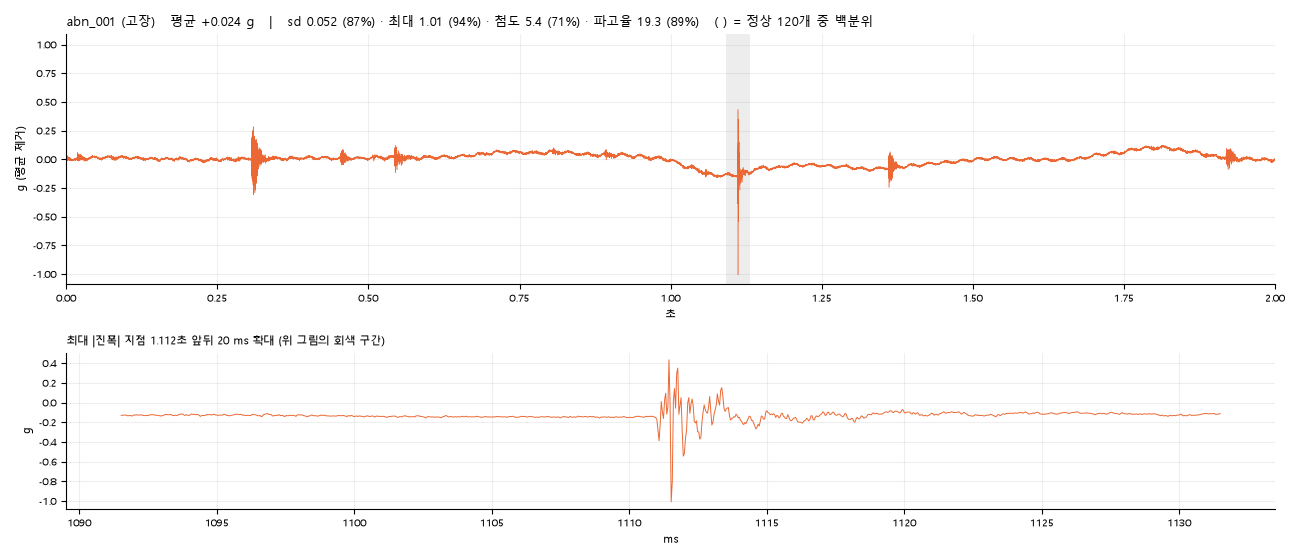 abn_001 (고장) 평균 +0.024 g | sd 0.052 (87%) · 최대 1.01 (94%) · 첨도 5.4 (71%) · 파고율 19.3 (89%) ( ) = 정상 120개 중 백분위
1.00
0.75
0.50
0.25
0.00
-0.25
-0.50
-0.75
-1.00
g (평균 제거)
0.00 0.25 0.50 0.75 1.00 1.25 1.50 1.75 2.00
초
최대 |진폭| 지점 1.112초 앞뒤 20 ms 확대 (위 그림의 회색 구간)
0.4
0.2
0.0
-0.2
-0.4
-0.6
-0.8
-1.0
g
1090 1095 1100 1105 1110 1115 1120 1125 1130
ms